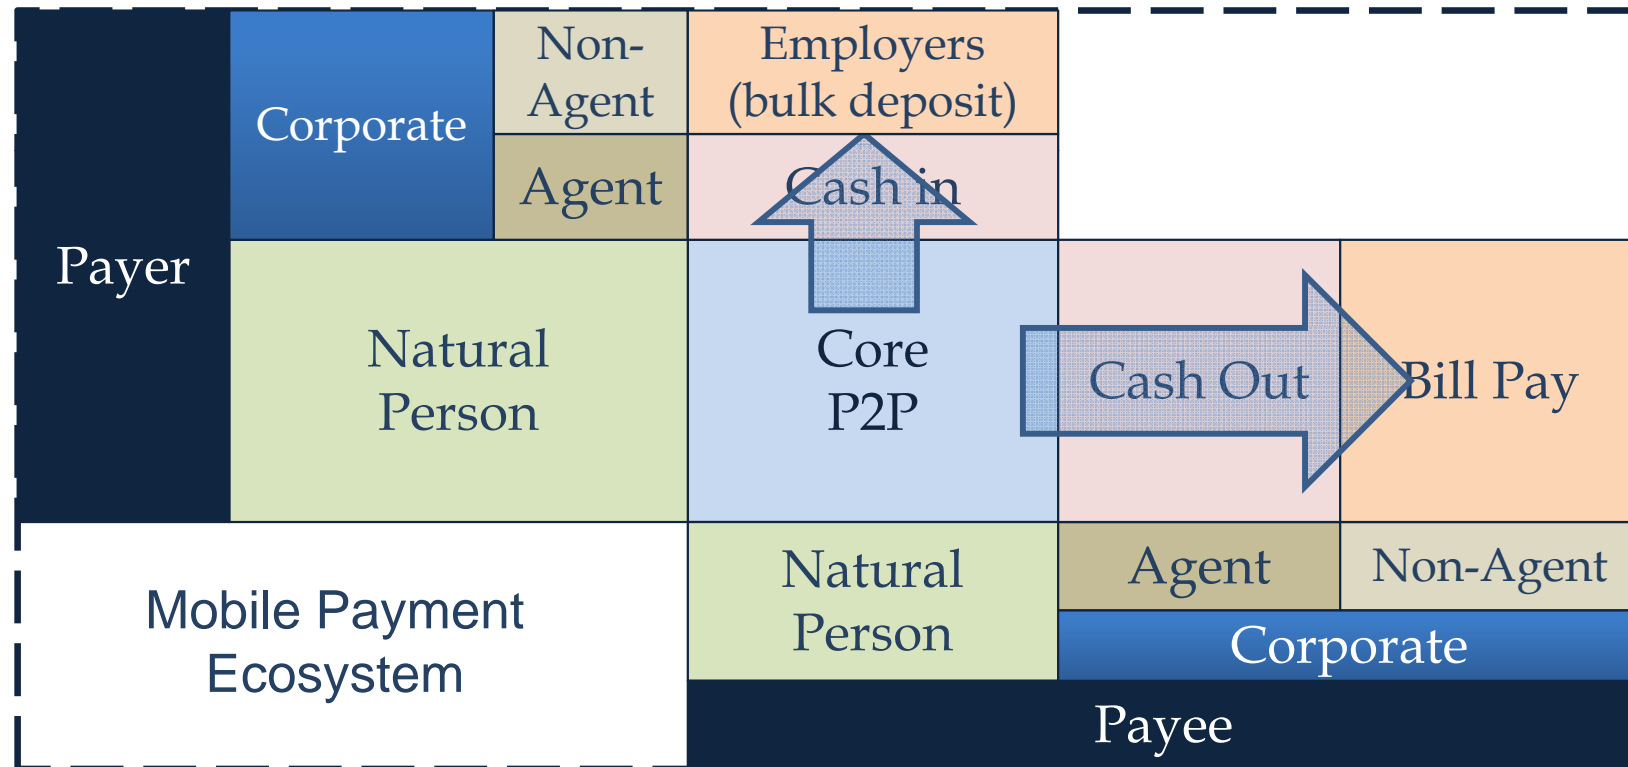 Payer
Corporate
Non-
Agent
Agent
Natural
Person
Employers
(bulk deposit)
Cash in
Core
P2P
Cash Out
Bill Pay
Mobile Payment
Ecosystem
Natural
Person
Agent
Non-Agent
Corporate
Payee